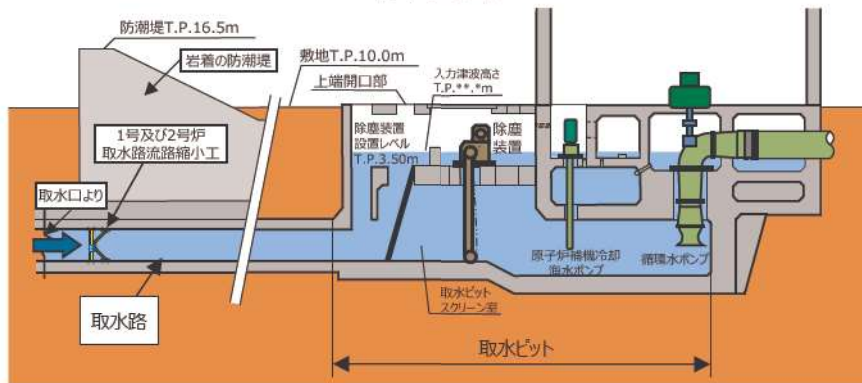 防潮堤T.P.16.5m
岩着の防潮堤
敷地T.P.10.0m
上端開口部
入力津波高さ
T.P.**.*m
1号及び2号炉
取水路流路縮小工
除塵装置
設置レベル
T.P.3.50m
除塵
装置
取水口より
原子炉補機冷却
海水ポンプ
循環水ポンプ
取水ピット
スクリーン室
取水路
取水ピット